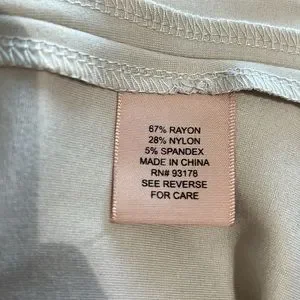 67% RAYON
28% NYLON
5% SPANDEX
MADE IN CHINA
RN# 93178
SEE REVERSE
FOR CARE